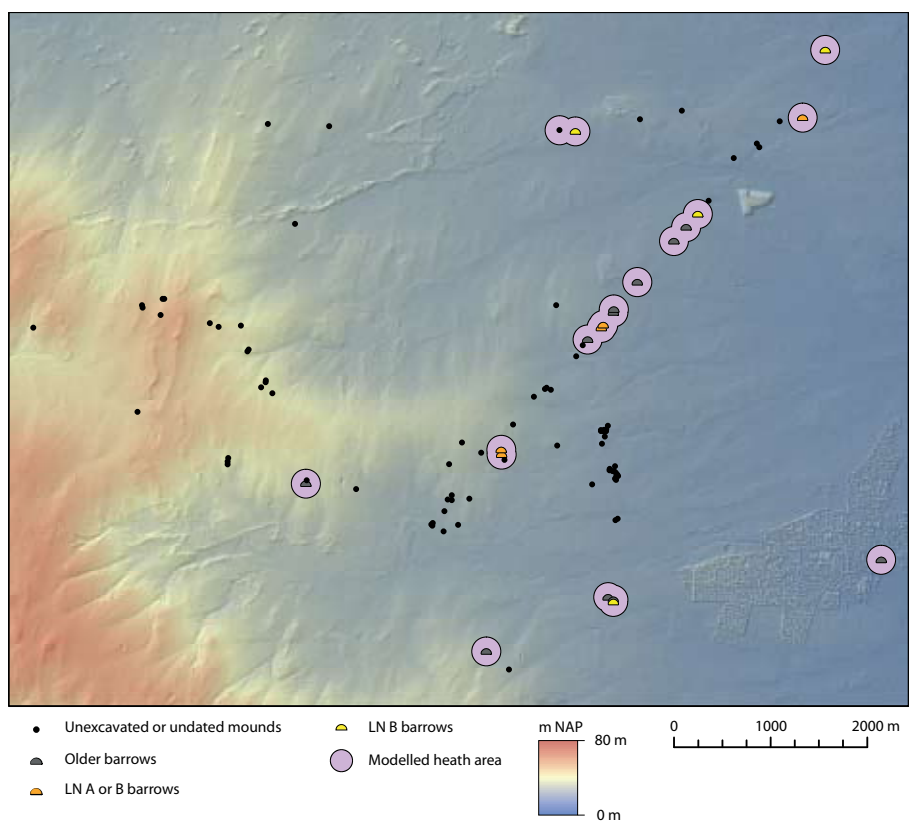 Unexcavated or undated mounds
Older barrows
LN A or B barrows
LN B barrows
Modelled heath area
m NAP
80 m
0 m
0 1000 2000 m